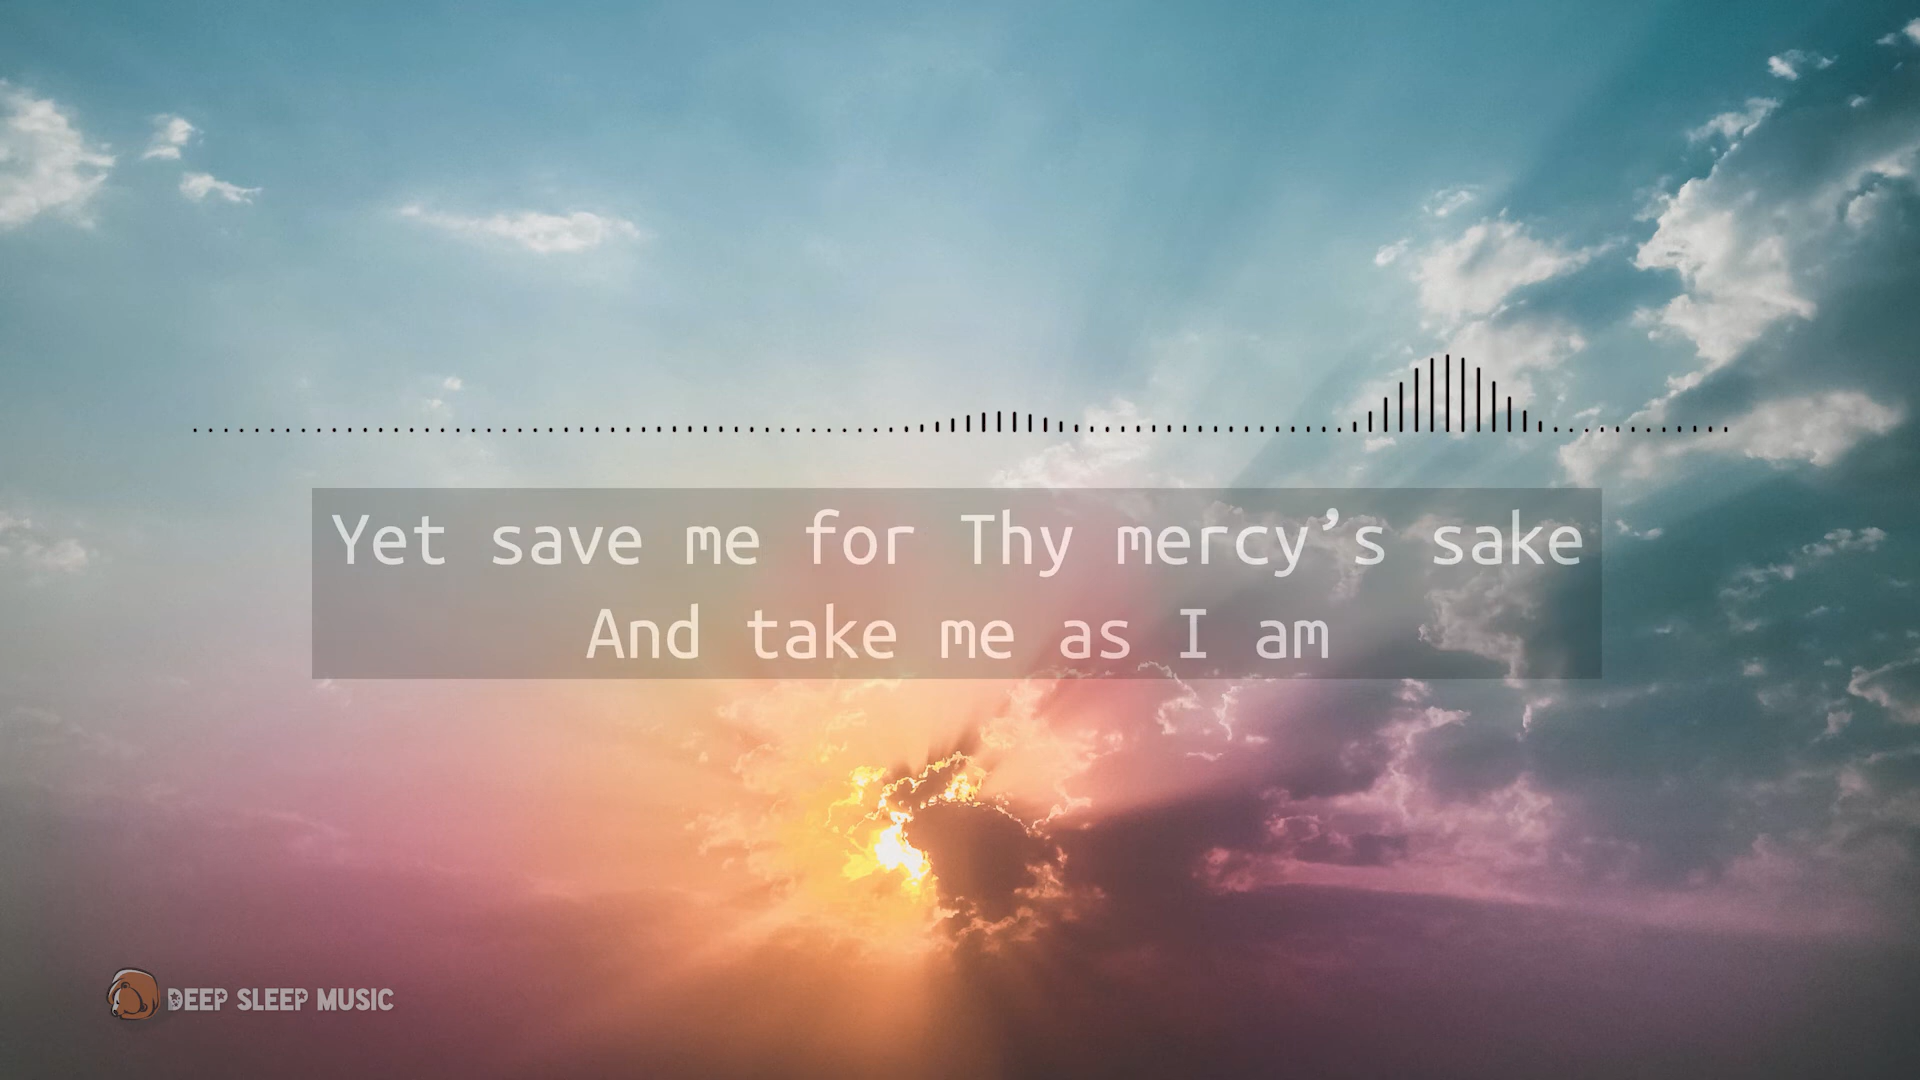 Yet save me for Thy mercy’s sake
And take me as I am
DEEP SLEEP MUSIC